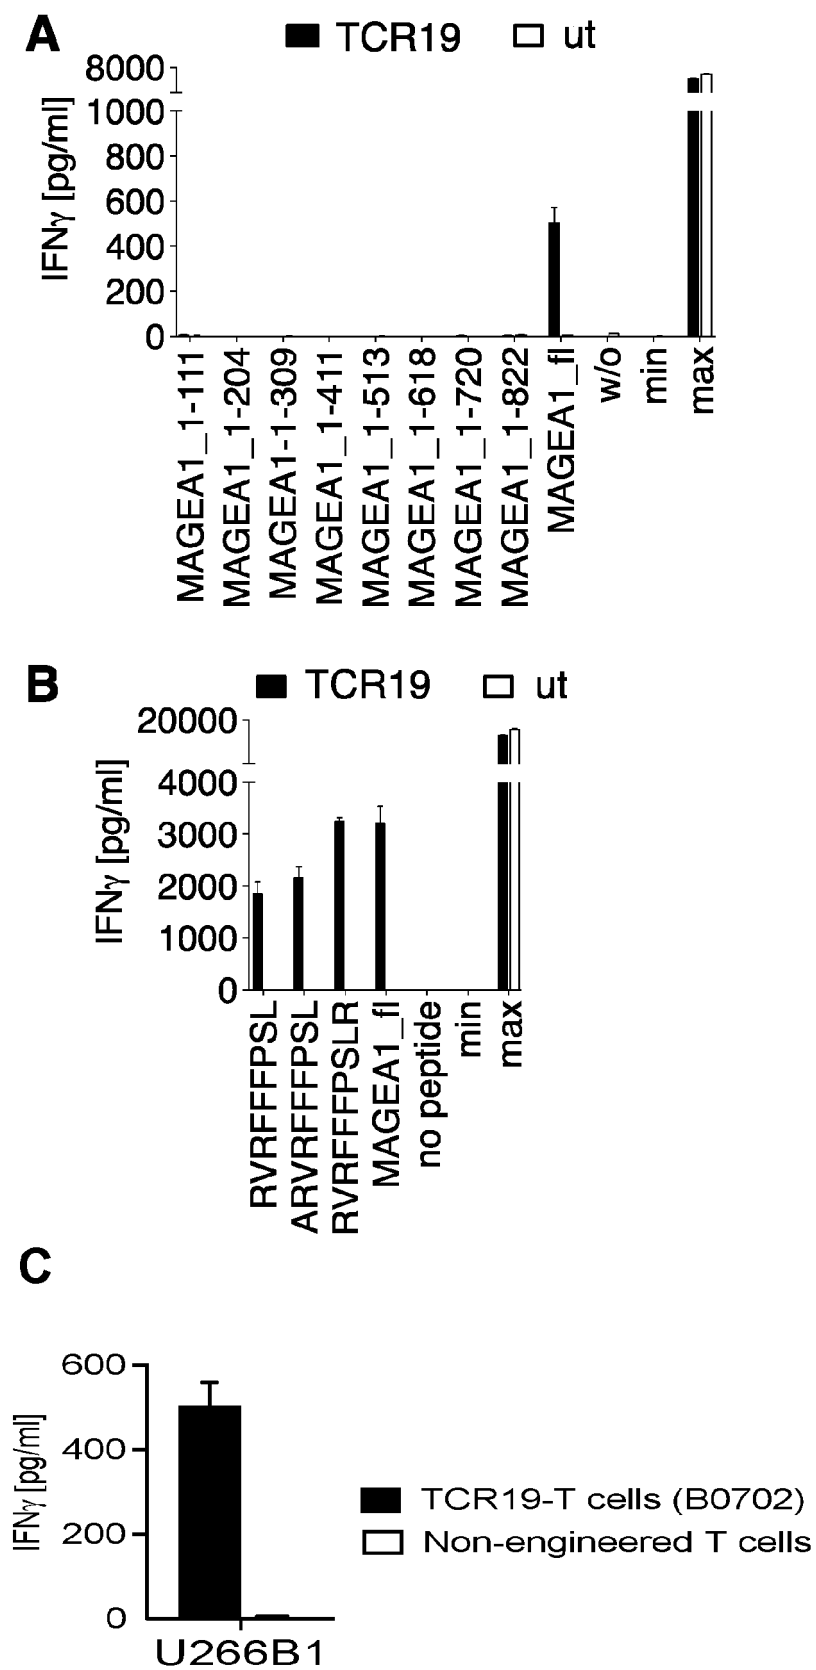 A
TCR19 ut
IFNγ [pg/ml]
8000
1000
800
600
400
200
0
MAGEA1_1-111
MAGEA1_1-204
MAGEA1-1-309
MAGEA1_1-411
MAGEA1_1-513
MAGEA1_1-618
MAGEA1_1-720
MAGEA1_1-822
MAGEA1_fl
w/o
min
max
B
TCR19 ut
IFNγ [pg/ml]
20000
4000
3000
2000
1000
0
RVRFFFPSL
ARVRFFFPSL
RVRFFFPSLR
MAGEA1_fl
no peptide
min
max
C
IFNγ [pg/ml]
600
400
200
0
U266B1
TCR19-T cells (B0702)
Non-engineered T cells